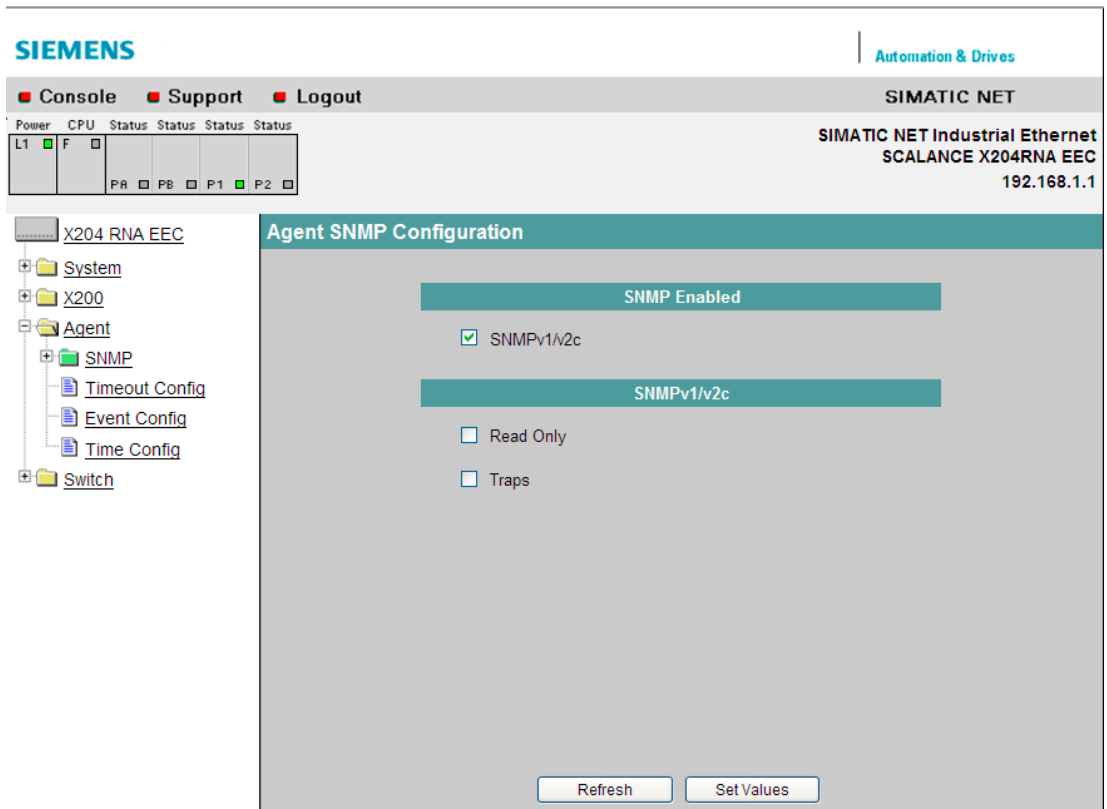 SIEMENS
Automation & Drives
Console Support Logout SIMATIC NET
Power CPU Status Status Status Status
L1 F
PA PB P1 P2
SIMATIC NET Industrial Ethernet
SCALANCE X204RNA EEC
192.168.1.1
X204 RNA EEC
System
X200
Agent
SNMP
Timeout Config
Event Config
Time Config
Switch
Agent SNMP Configuration
SNMP Enabled
SNMPv1/v2c
SNMPv1/v2c
Read Only
Traps
Refresh Set Values